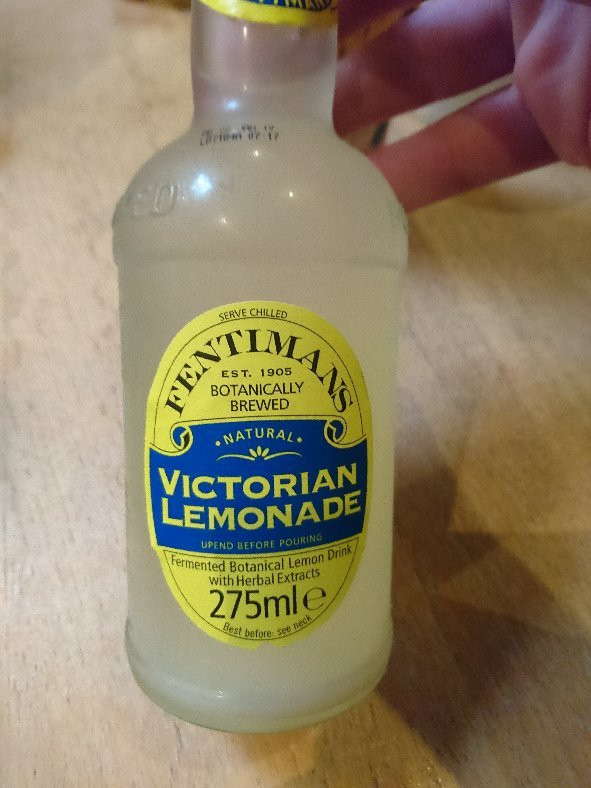 SERVE CHILLED
FENTIMANS
EST. 1905
BOTANICALLY
BREWED
• NATURAL •
VICTORIAN
LEMONADE
UPEND BEFORE POURING
Fermented Botanical Lemon Drink
with Herbal Extracts
275ml e
Best before: see neck